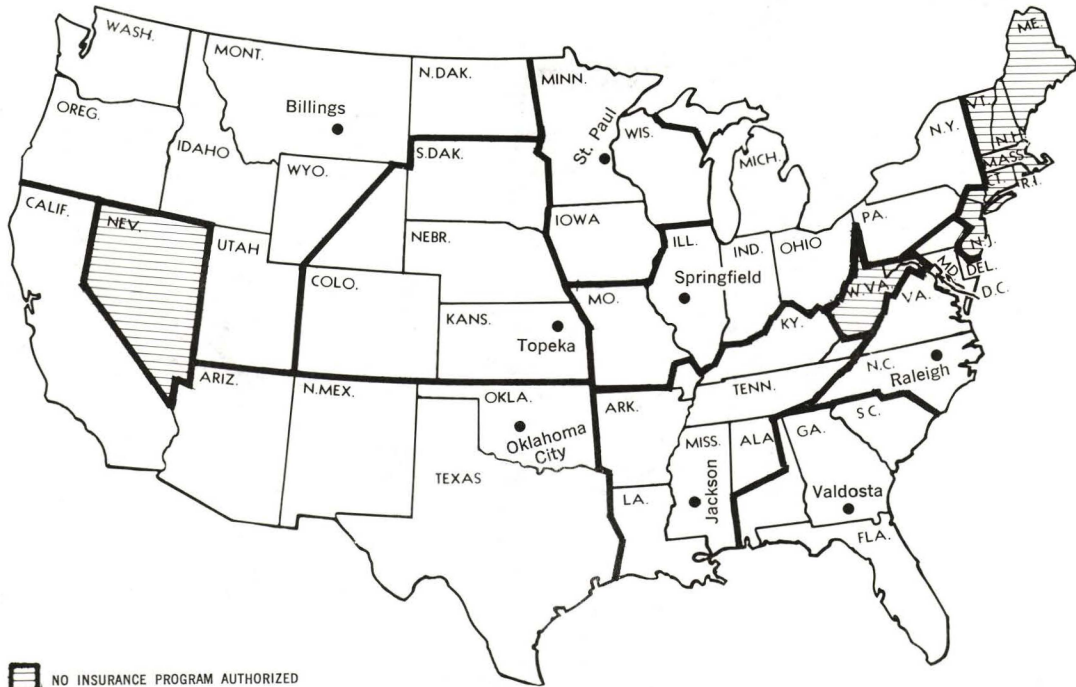 WASH.
MONT.
N.DAK.
MINN.
ME.
OREG.
Billings
St. Paul
WIS.
MICH.
N.Y.
VT.
N.H.
MASS.
CT.
R.I.
IDAHO
WYO.
S.DAK.
IOWA
PA.
N.J.
CALIF.
NEV.
UTAH
NEBR.
ILL.
IND.
OHIO
MD.
DEL.
D.C.
COLO.
Springfield
W.VA.
VA.
KANS.
MO.
KY.
Topeka
ARIZ.
N.MEX.
OKLA.
ARK.
TENN.
N.C.
Raleigh
S.C.
Oklahoma
City
MISS.
ALA.
GA.
TEXAS
LA.
Jackson
Valdosta
FLA.
NO INSURANCE PROGRAM AUTHORIZED